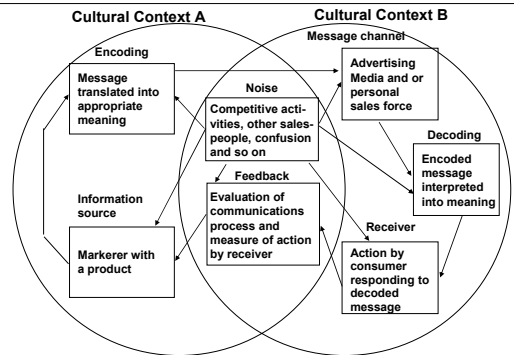 Cultural Context A
Cultural Context B
Encoding
Message
translated into
appropriate
meaning
Noise
Competitive acti-
vities, other sales-
people, confusion
and so on
Message channel
Advertising
Media and or
personal
sales force
Decoding
Encoded
message
interpreted
into meaning
Information
source
Markerer with
a product
Feedback
Evaluation of
communications
process and
measure of action
by receiver
Receiver
Action by
consumer
responding to
decoded
message